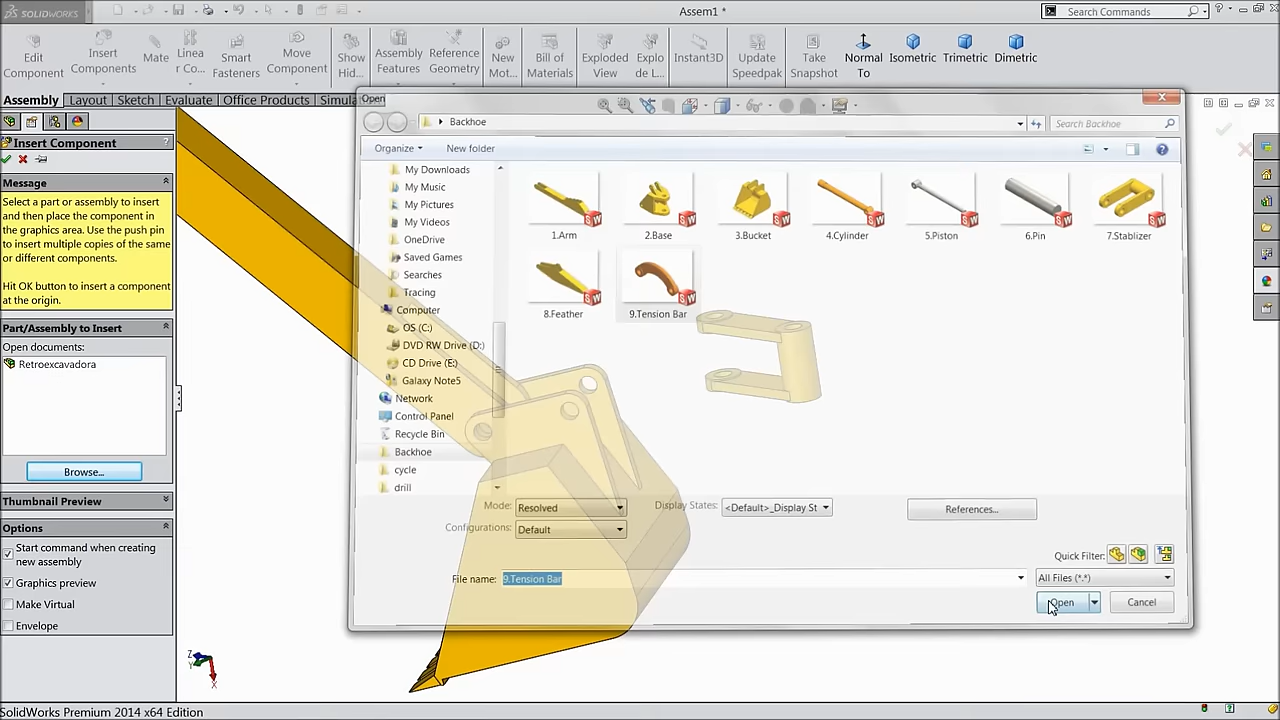 SOLIDWORKS
Assem1 *
Search Commands
Edit
Component
Insert
Components
Mate
Linea
r Co...
Smart
Fasteners
Move
Component
Show
Hid...
Assembly
Features
Reference
Geometry
New
Mot...
Bill of
Materials
Exploded
View
Explo
de L...
Instant3D
Update
Speedpak
Take
Snapshot
Normal
To
Isometric
Trimetric
Dimetric
Assembly
Layout
Sketch
Evaluate
Office Products
Simula
Insert Component
?
Message
Select a part or assembly to
insert and then place the component in
the graphics area. Use the push pin
to insert multiple copies of the same
or different components.
Hit OK button to insert a component
at the origin.
Part/Assembly to Insert
Open documents:
Retroexcavadora
Browse...
Thumbnail Preview
Options
Start command when creating
new assembly
Graphics preview
Make Virtual
Envelope
Open
Backhoe
Search Backhoe
Organize
New folder
My Downloads
My Music
My Pictures
My Videos
OneDrive
Saved Games
Searches
Tracing
Computer
OS (C:)
DVD RW Drive (D:)
CD Drive (E:)
Galaxy Note5
Network
Control Panel
Recycle Bin
Backhoe
cycle
drill
1.Arm
2.Base
3.Bucket
4.Cylinder
5.Piston
6.Pin
7.Stablizer
8.Feather
9.Tension Bar
Mode:
Resolved
Display States:
<Default>_Display St
References...
Configurations:
Default
Quick Filter:
File name:
9.Tension Bar
All Files (*.*)
Open
Cancel
Z
Y
X
SolidWorks Premium 2014 x64 Edition